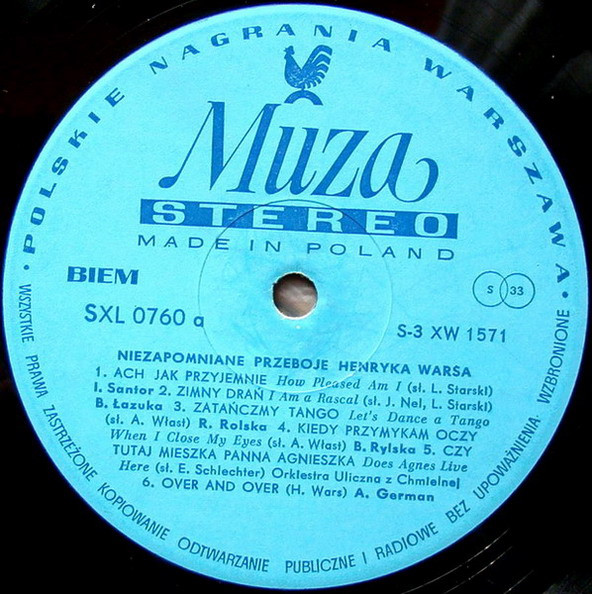 • POLSKIE NAGRANIA WARSZAWA •
Muza
STEREO
MADE IN POLAND
BIEM
S 33
SXL 0760 a
S-3 XW 1571
NIEZAPOMNIANE PRZEBOJE HENRYKA WARSA
1. ACH JAK PRZYJEMNIE How Pleased Am I (sł. L. Starski)
I. Santor 2. ZIMNY DRAŃ I Am a Rascal (sł. J. Nel, L. Starski)
B. Łazuka 3. ZATAŃCZMY TANGO Let's Dance a Tango
(sł. A. Włast) R. Rolska 4. KIEDY PRZYMYKAM OCZY
When I Close My Eyes (sł. A. Włast) B. Rylska 5. CZY
TUTAJ MIESZKA PANNA AGNIESZKA Does Agnes Live
Here (sł. E. Schlechter) Orkiestra Uliczna z Chmielnej
6. OVER AND OVER (H. Wars) A. German
WSZYSTKIE PRAWA ZASTRZEŻONE KOPIOWANIE ODTWARZANIE PUBLICZNE I RADIOWE BEZ UPOWAŻNIENIA WZBRONIONE